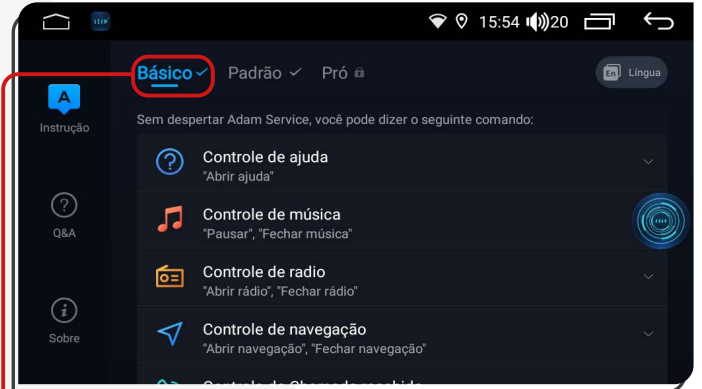 15:54 20
Básico Padrão Pró
En Língua
A
Instrução
Sem despertar Adam Service, você pode dizer o seguinte comando:
Controle de ajuda
"Abrir ajuda"
Controle de música
"Pausar", "Fechar música"
Q&A
Controle de radio
"Abrir rádio", "Fechar rádio"
Controle de navegação
"Abrir navegação", "Fechar navegação"
Sobre